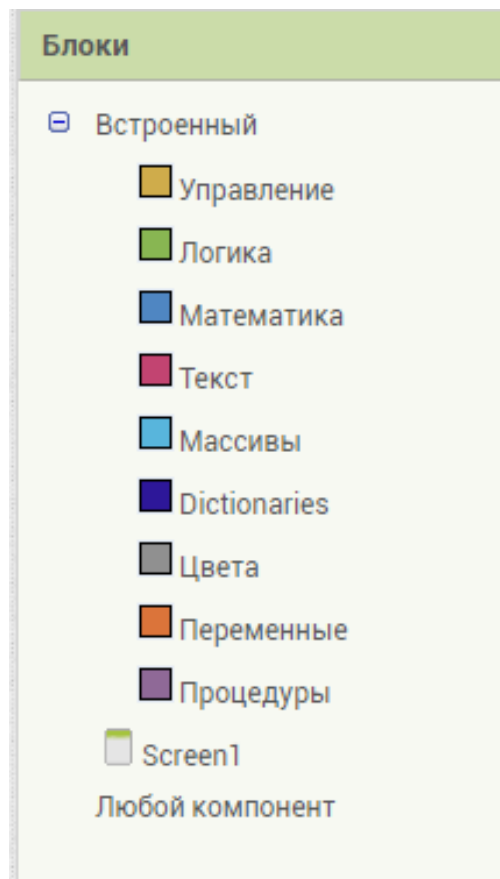 Блоки
Встроенный
Управление
Логика
Математика
Текст
Массивы
Dictionaries
Цвета
Переменные
Процедуры
Screen1
Любой компонент